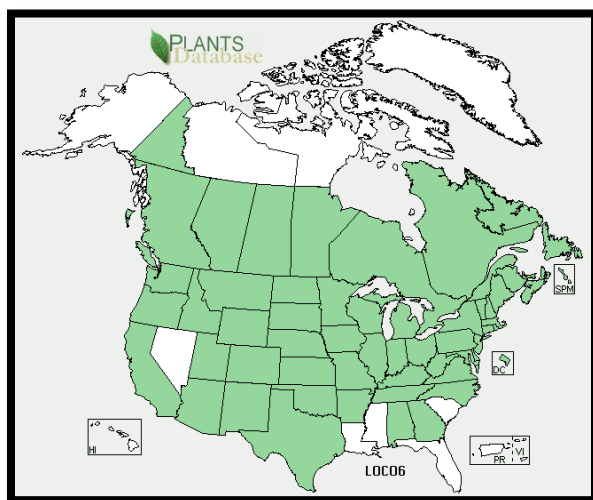 PLANTS
Database
SPM
DC
HI
PR
VI
LOCO6